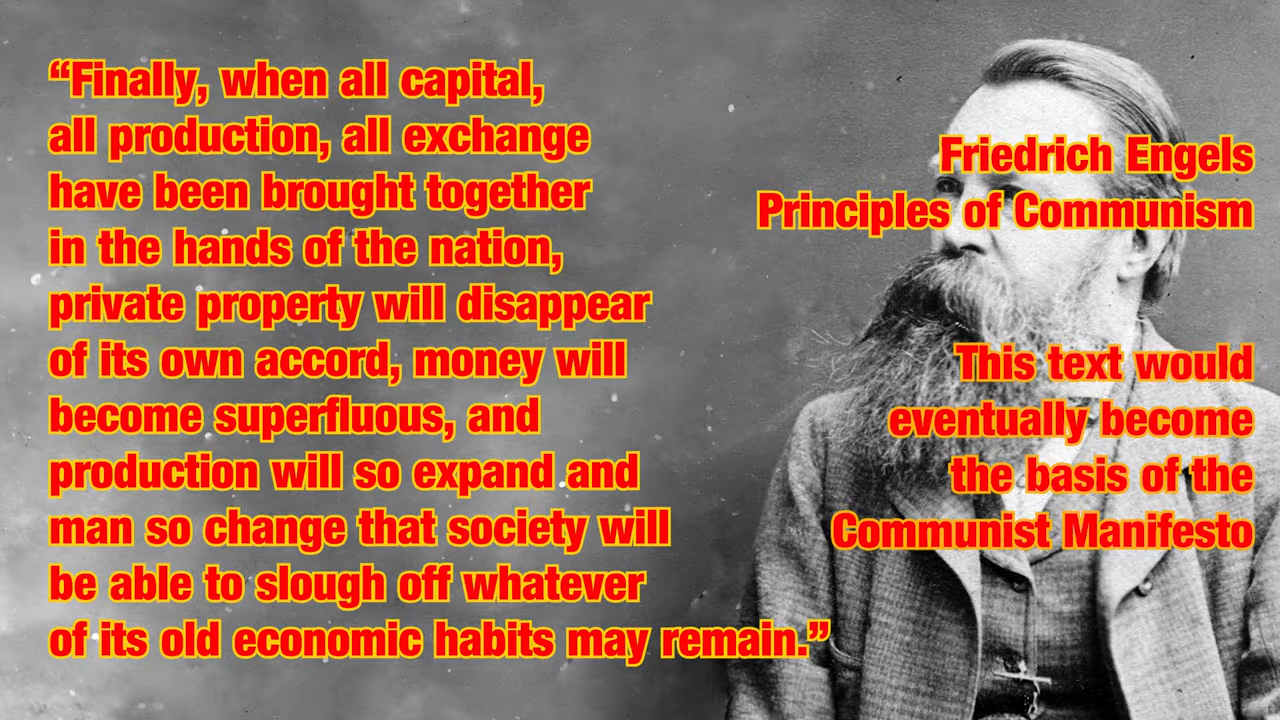 “Finally, when all capital,
all production, all exchange
have been brought together
in the hands of the nation,
private property will disappear
of its own accord, money will
become superfluous, and
production will so expand and
man so change that society will
be able to slough off whatever
of its old economic habits may remain.”
Friedrich Engels
Principles of Communism
This text would
eventually become
the basis of the
Communist Manifesto